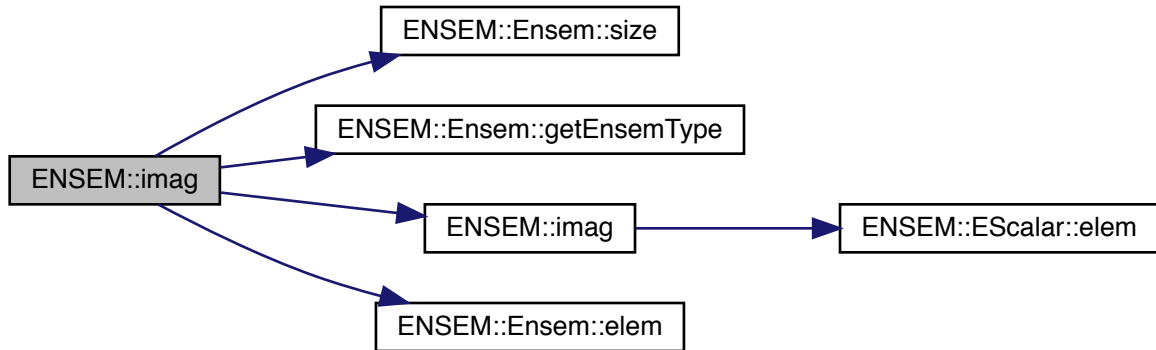 ENSEM::Ensem::size
ENSEM::Ensem::getEnsemType
ENSEM::imag
ENSEM::imag
ENSEM::EScalar::elem
ENSEM::Ensem::elem